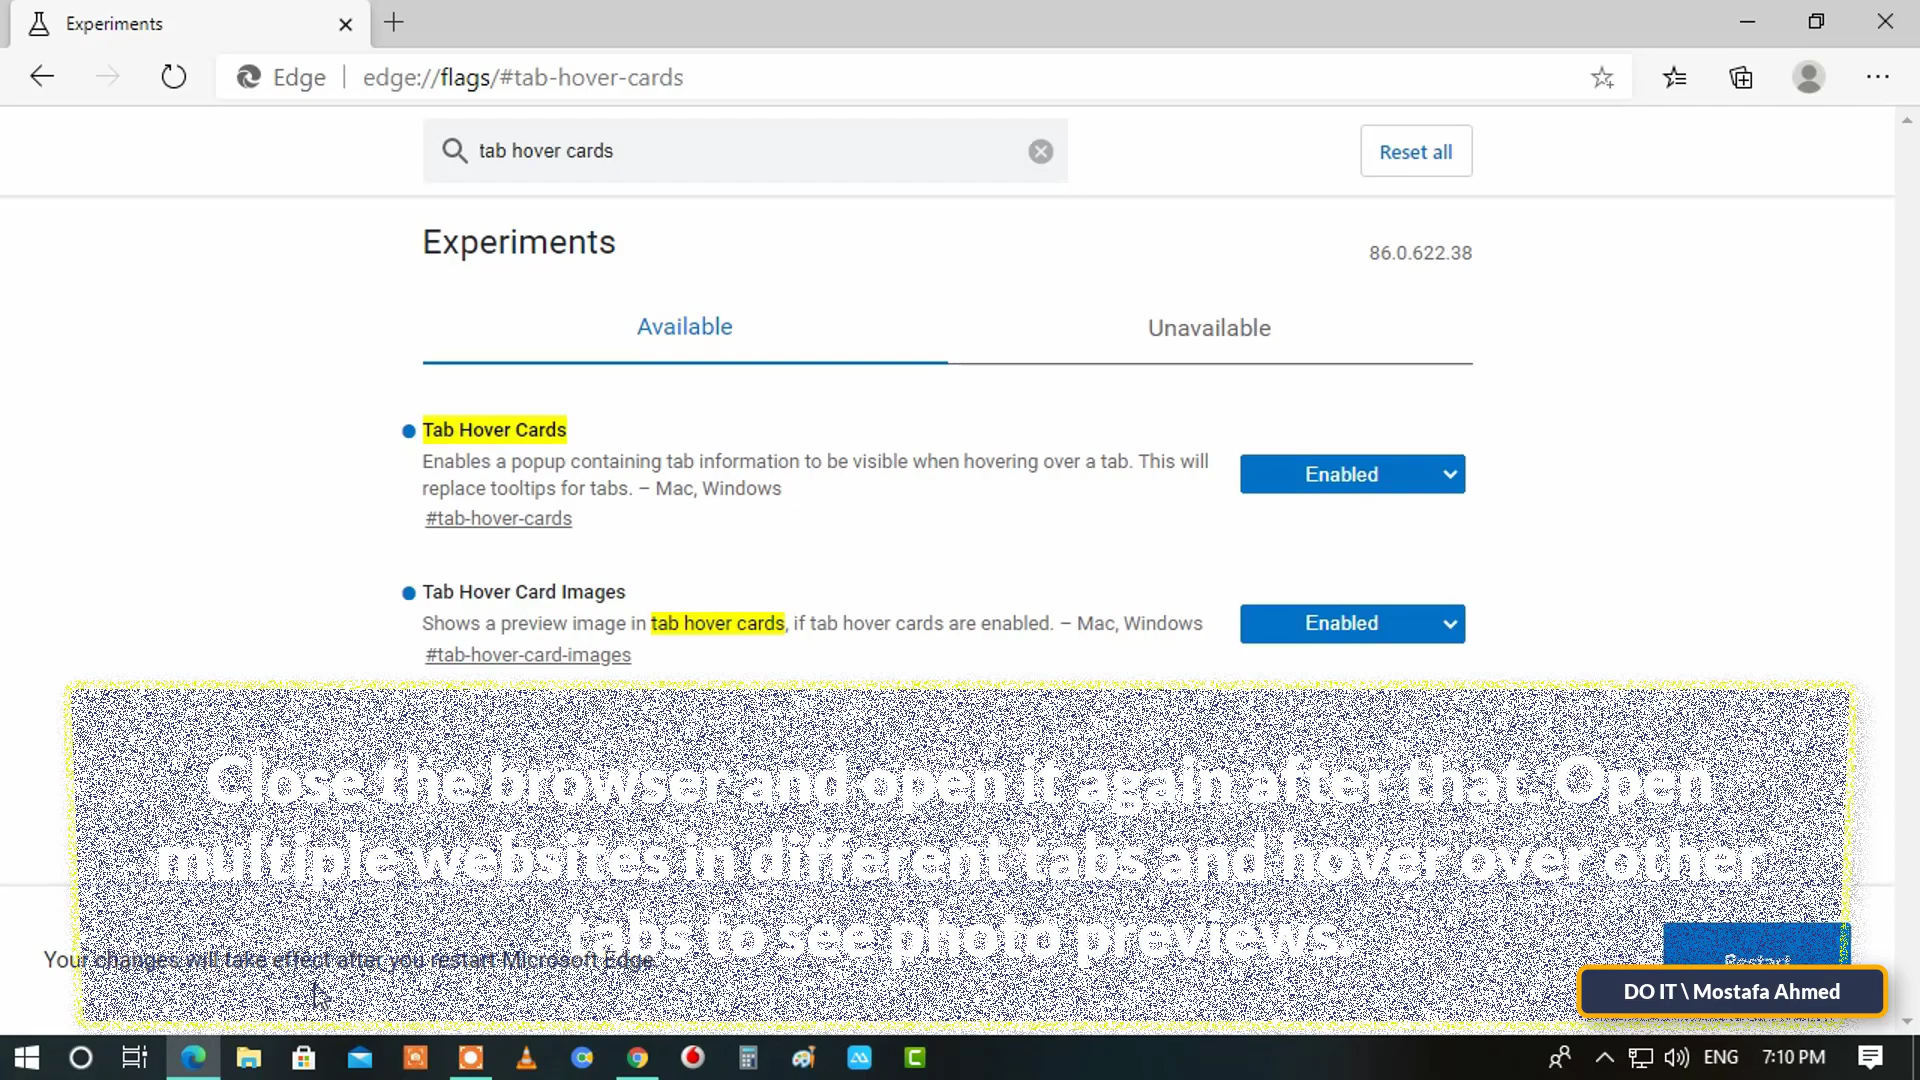 Experiments
Edge | edge://flags/#tab-hover-cards
tab hover cards
Reset all
Experiments
86.0.622.38
Available
Unavailable
Tab Hover Cards
Enables a popup containing tab information to be visible when hovering over a tab. This will
replace tooltips for tabs. – Mac, Windows
#tab-hover-cards
Enabled
Tab Hover Card Images
Shows a preview image in tab hover cards, if tab hover cards are enabled. – Mac, Windows
#tab-hover-card-images
Enabled
Close the browser and open it again after that. Open
multiple websites in different tabs and hover over other
tabs to see photo previews.
Your changes will take effect after you restart Microsoft Edge.
Restart
DO IT \ Mostafa Ahmed
ENG
7:10 PM